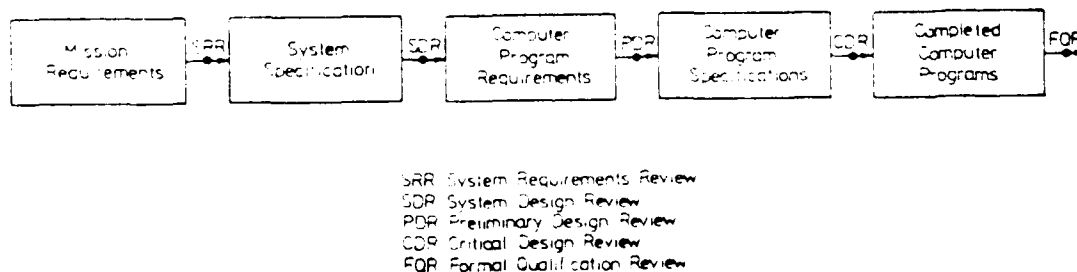 Mission
Requirements
SRR
System
Specification
SDR
Computer
Program
Requirements
PDR
Computer
Program
Specifications
CDR
Completed
Computer
Programs
FQR
SRR System Requirements Review
SDR System Design Review
PDR Preliminary Design Review
CDR Critical Design Review
FQR Formal Qualification Review